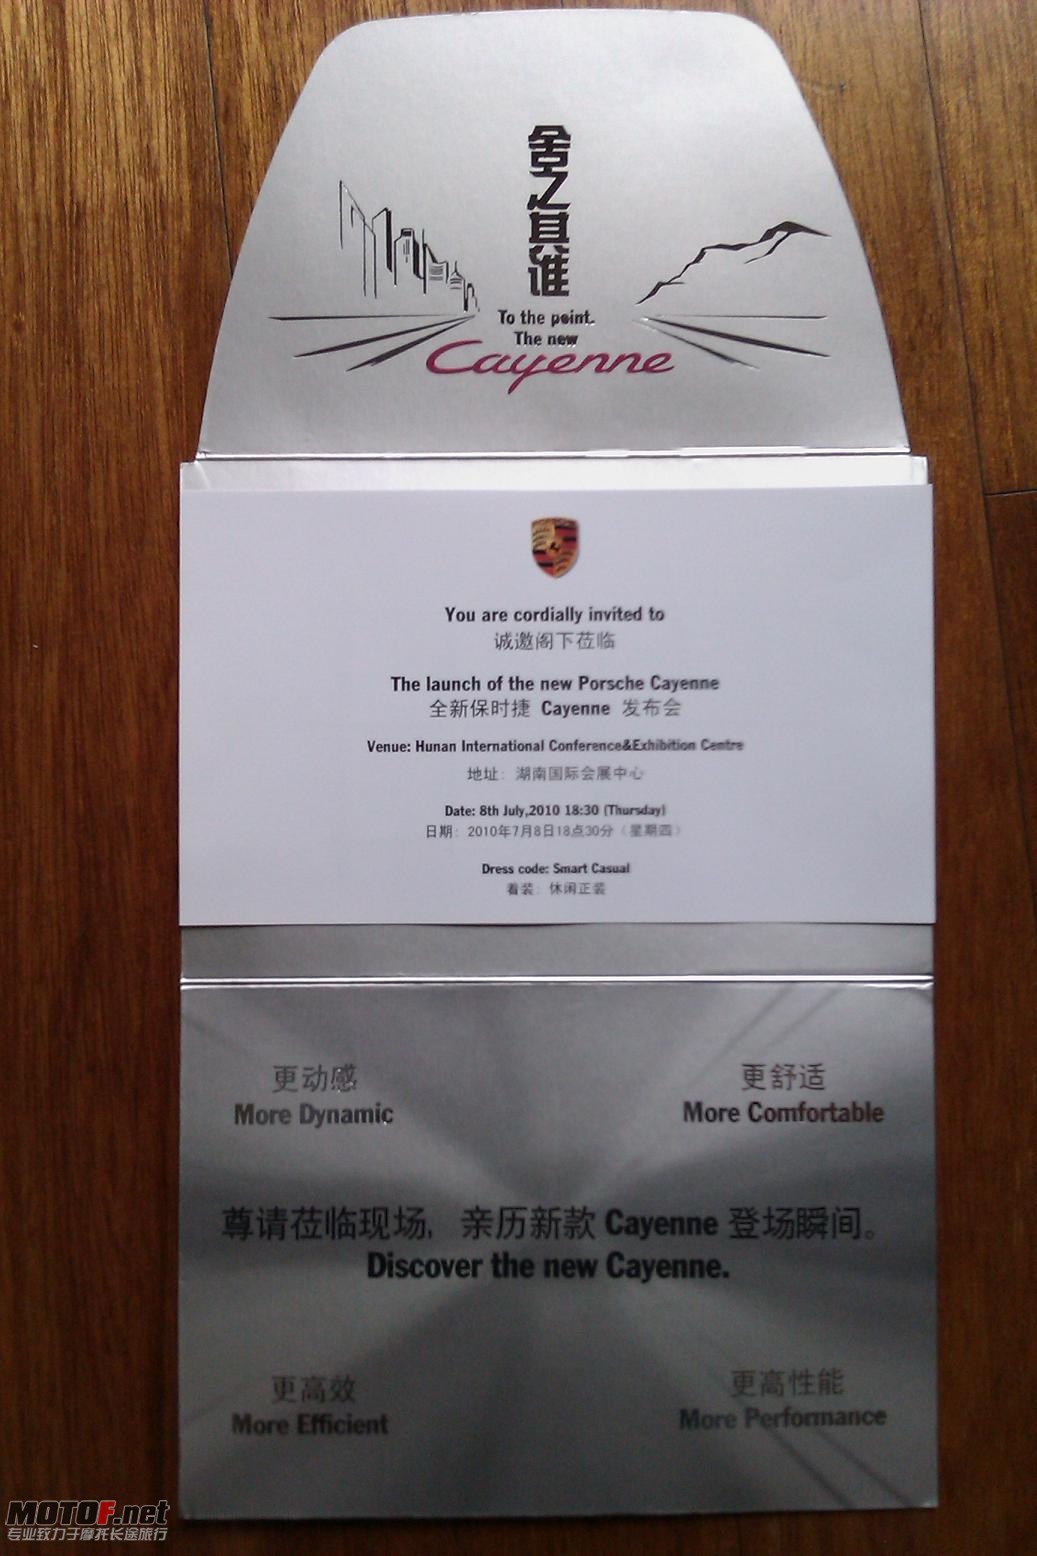 舍之其谁
To the point.
The new
Cayenne
You are cordially invited to
诚邀阁下莅临
The launch of the new Porsche Cayenne
全新保时捷 Cayenne 发布会
Venue: Hunan International Conference&Exhibition Centre
地址: 湖南国际会展中心
Date: 8th July,2010 18:30 (Thursday)
日期: 2010年7月8日18点30分（星期四）
Dress code: Smart Casual
着装: 休闲正装
更动感
More Dynamic
更舒适
More Comfortable
尊请莅临现场, 亲历新款 Cayenne 登场瞬间。
Discover the new Cayenne.
更高效
More Efficient
更高性能
More Performance
MOTOF.net
专业致力于摩托长途旅行